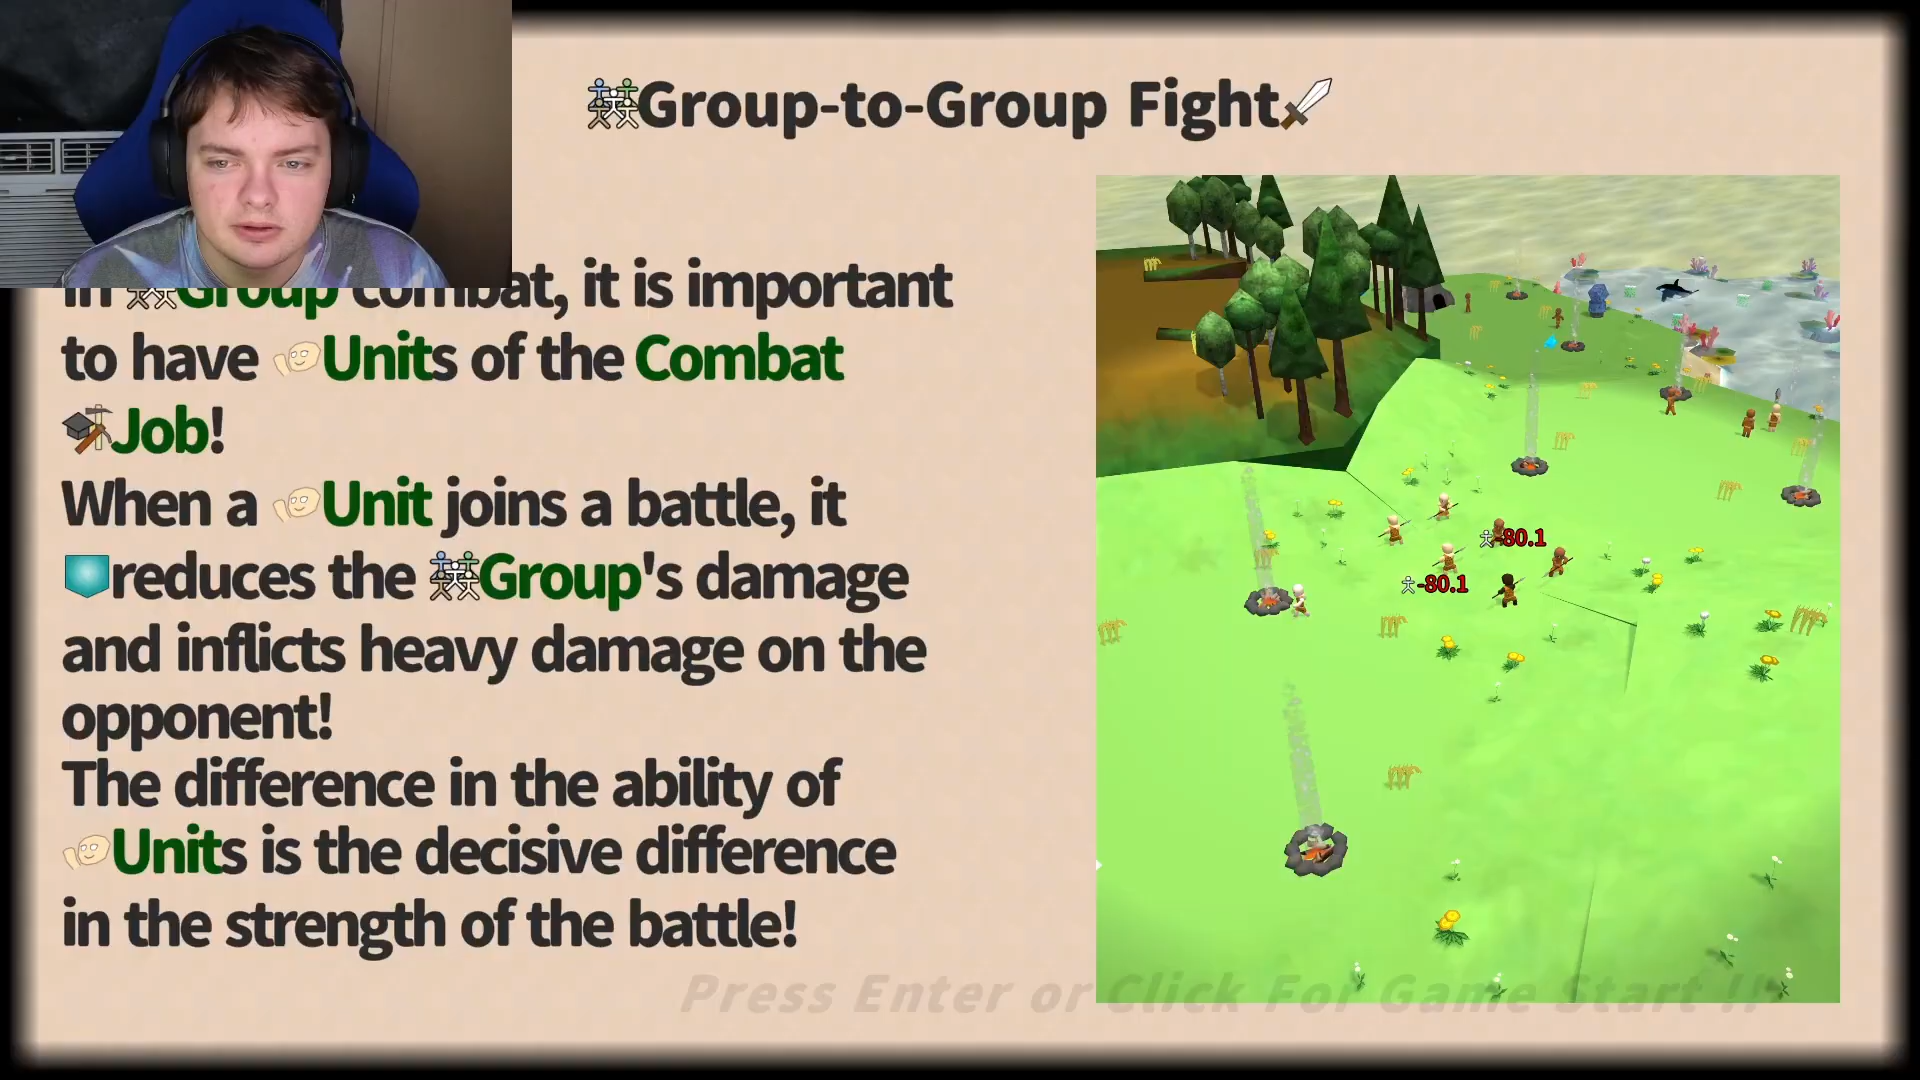 Group-to-Group Fight
In Group combat, it is important
to have Units of the Combat
Job!
When a Unit joins a battle, it
reduces the Group's damage
and inflicts heavy damage on the
opponent!
The difference in the ability of
Units is the decisive difference
in the strength of the battle!
-80.1
-80.1
Press Enter or Click For Game Start !!